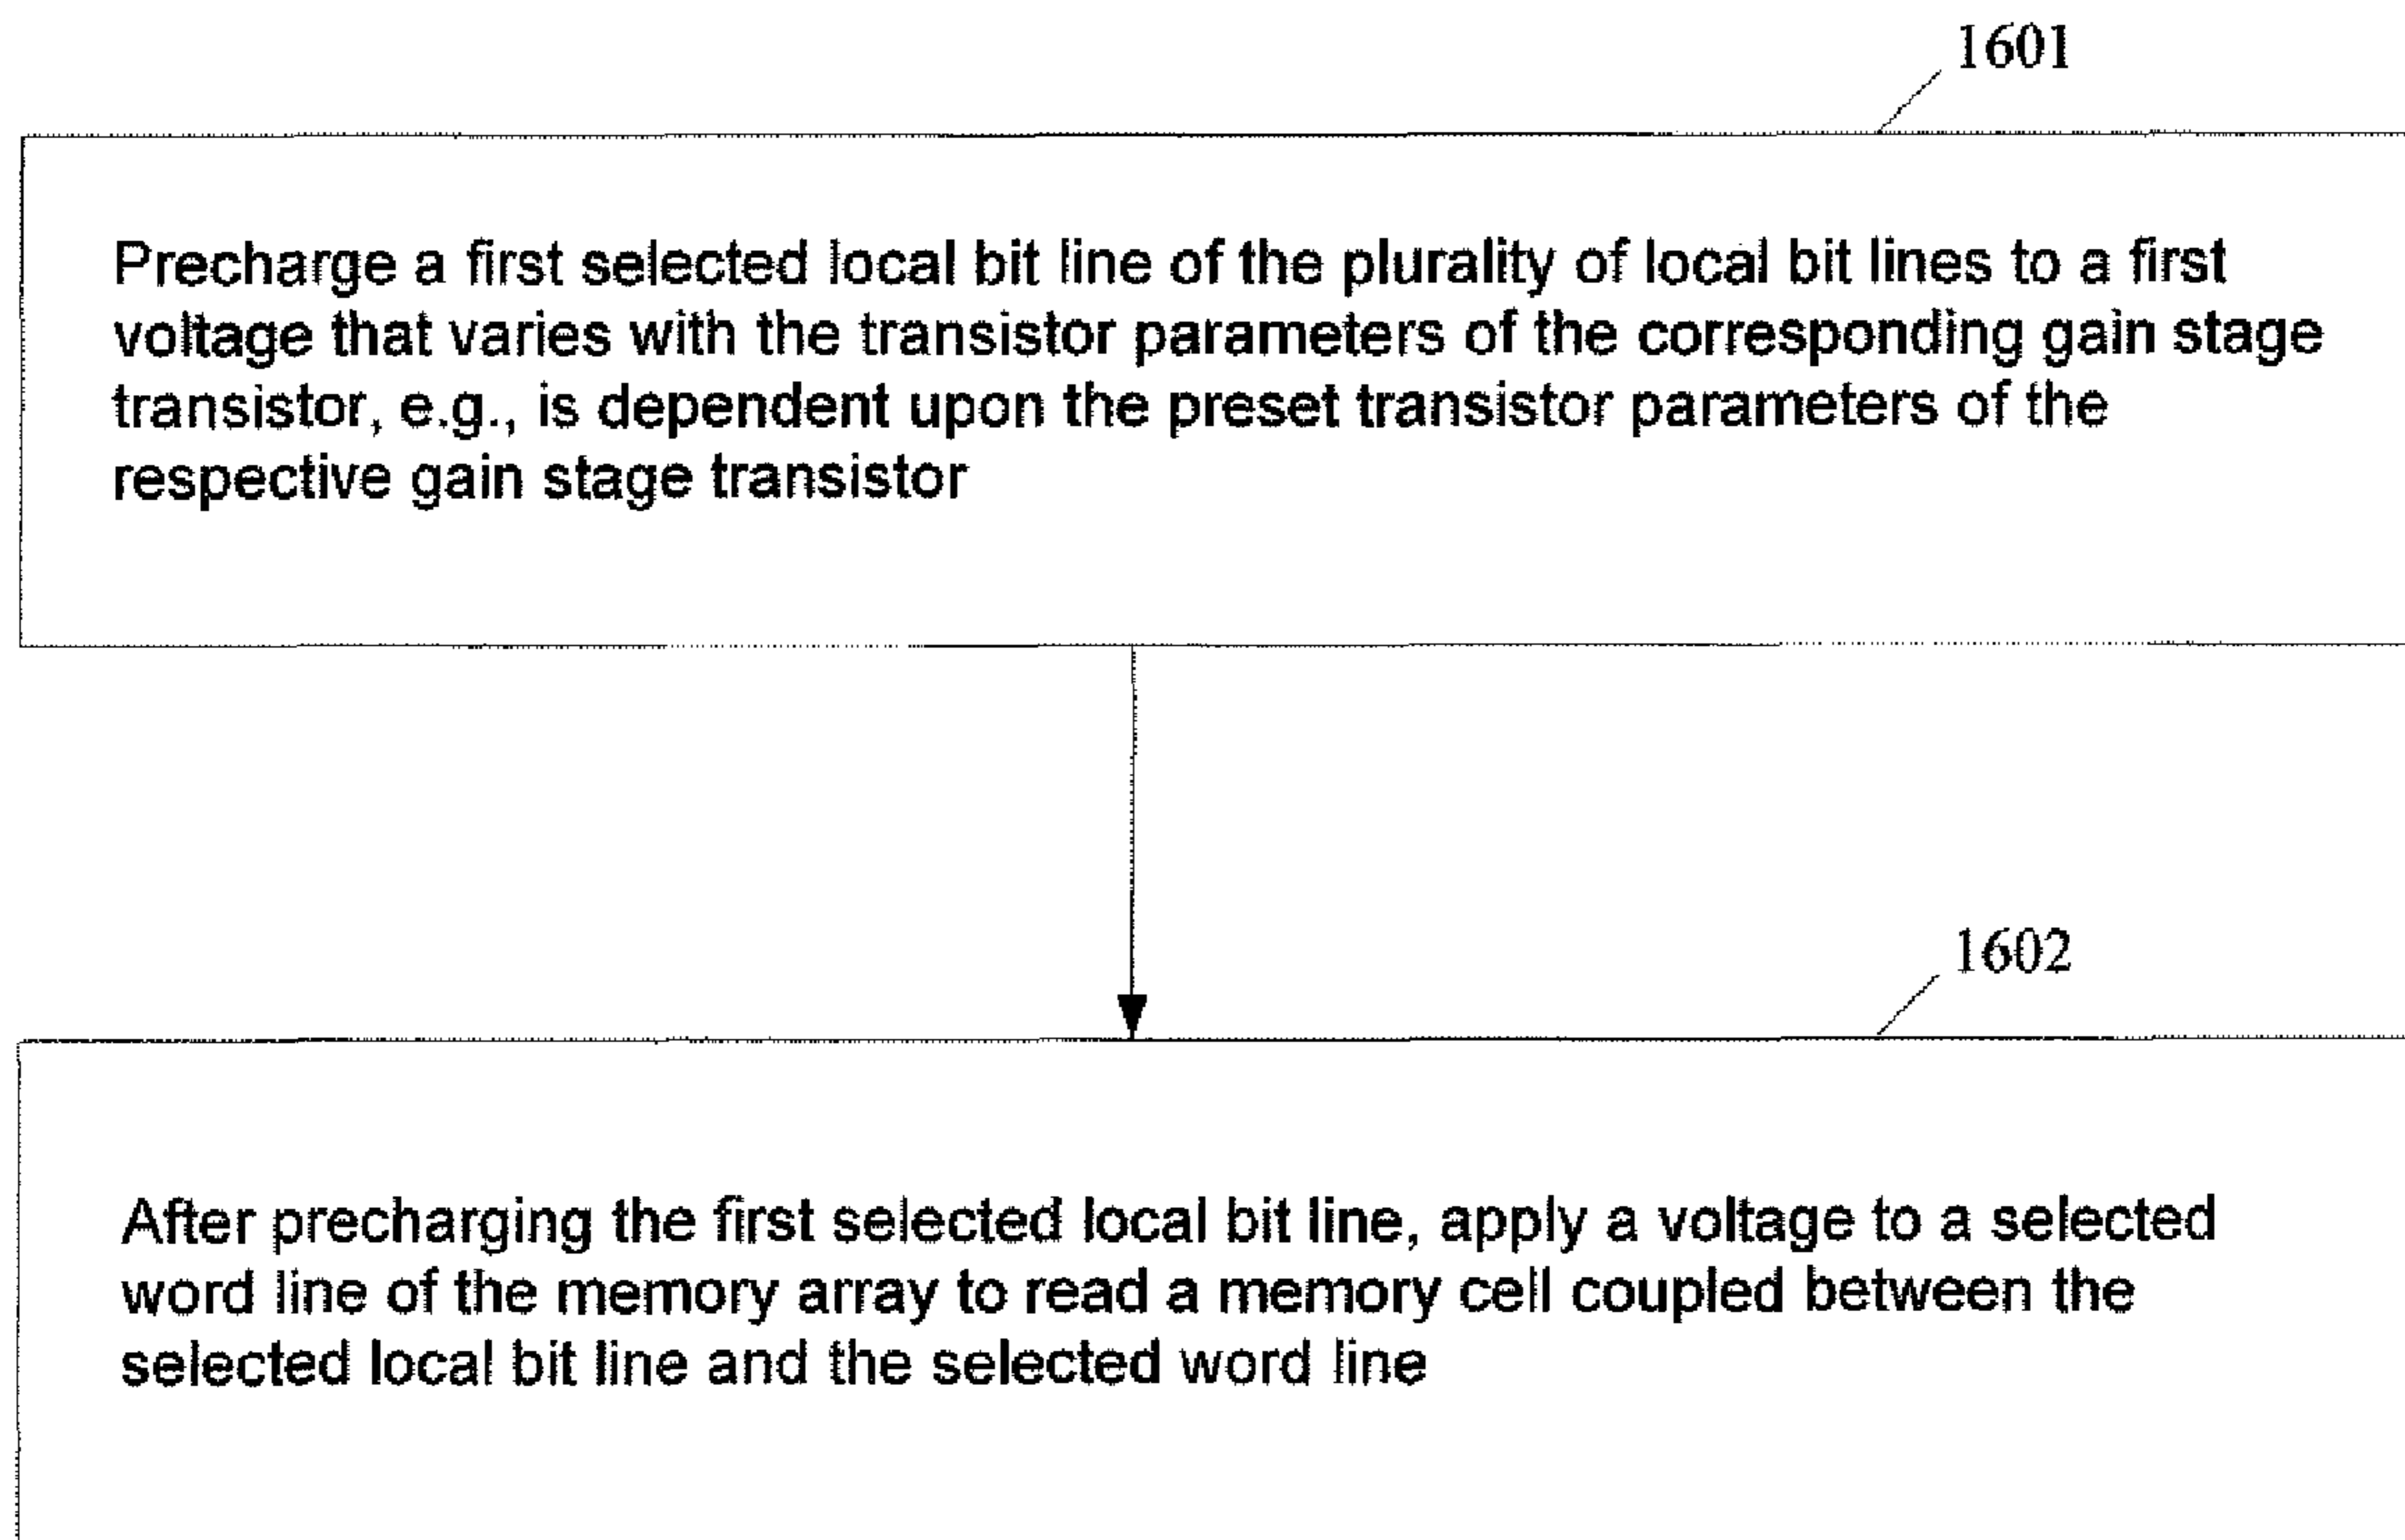 1601
Precharge a first selected local bit line of the plurality of local bit lines to a first
voltage that varies with the transistor parameters of the corresponding gain stage
transistor, e.g., is dependent upon the preset transistor parameters of the
respective gain stage transistor
1602
After precharging the first selected local bit line, apply a voltage to a selected
word line of the memory array to read a memory cell coupled between the
selected local bit line and the selected word line